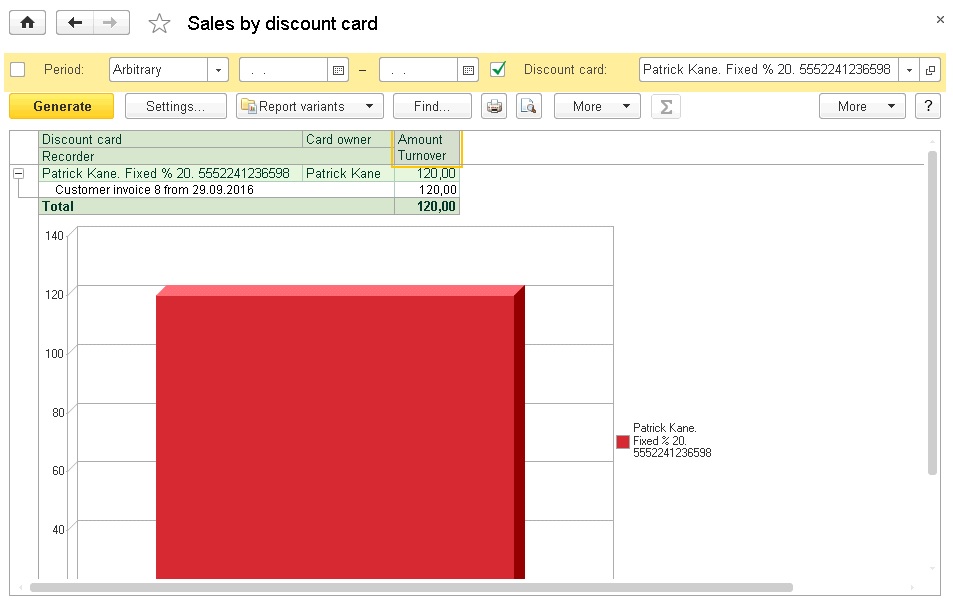 Sales by discount card
Period: Arbitrary . . – . . Discount card: Patrick Kane. Fixed % 20. 5552241236598
Generate Settings... Report variants Find... More Σ More ?
Discount card Card owner Amount
Recorder Turnover
Patrick Kane. Fixed % 20. 5552241236598 Patrick Kane 120,00
Customer invoice 8 from 29.09.2016 120,00
Total 120,00
140
120
100
80
60
40
Patrick Kane.
Fixed % 20.
5552241236598